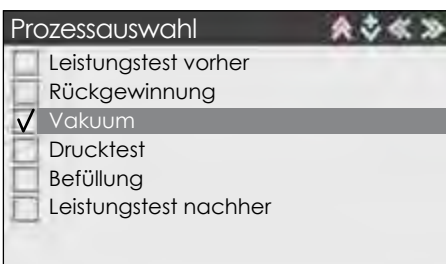 Prozessauswahl
Leistungstest vorher
Rückgewinnung
Vakuum
Drucktest
Befüllung
Leistungstest nachher